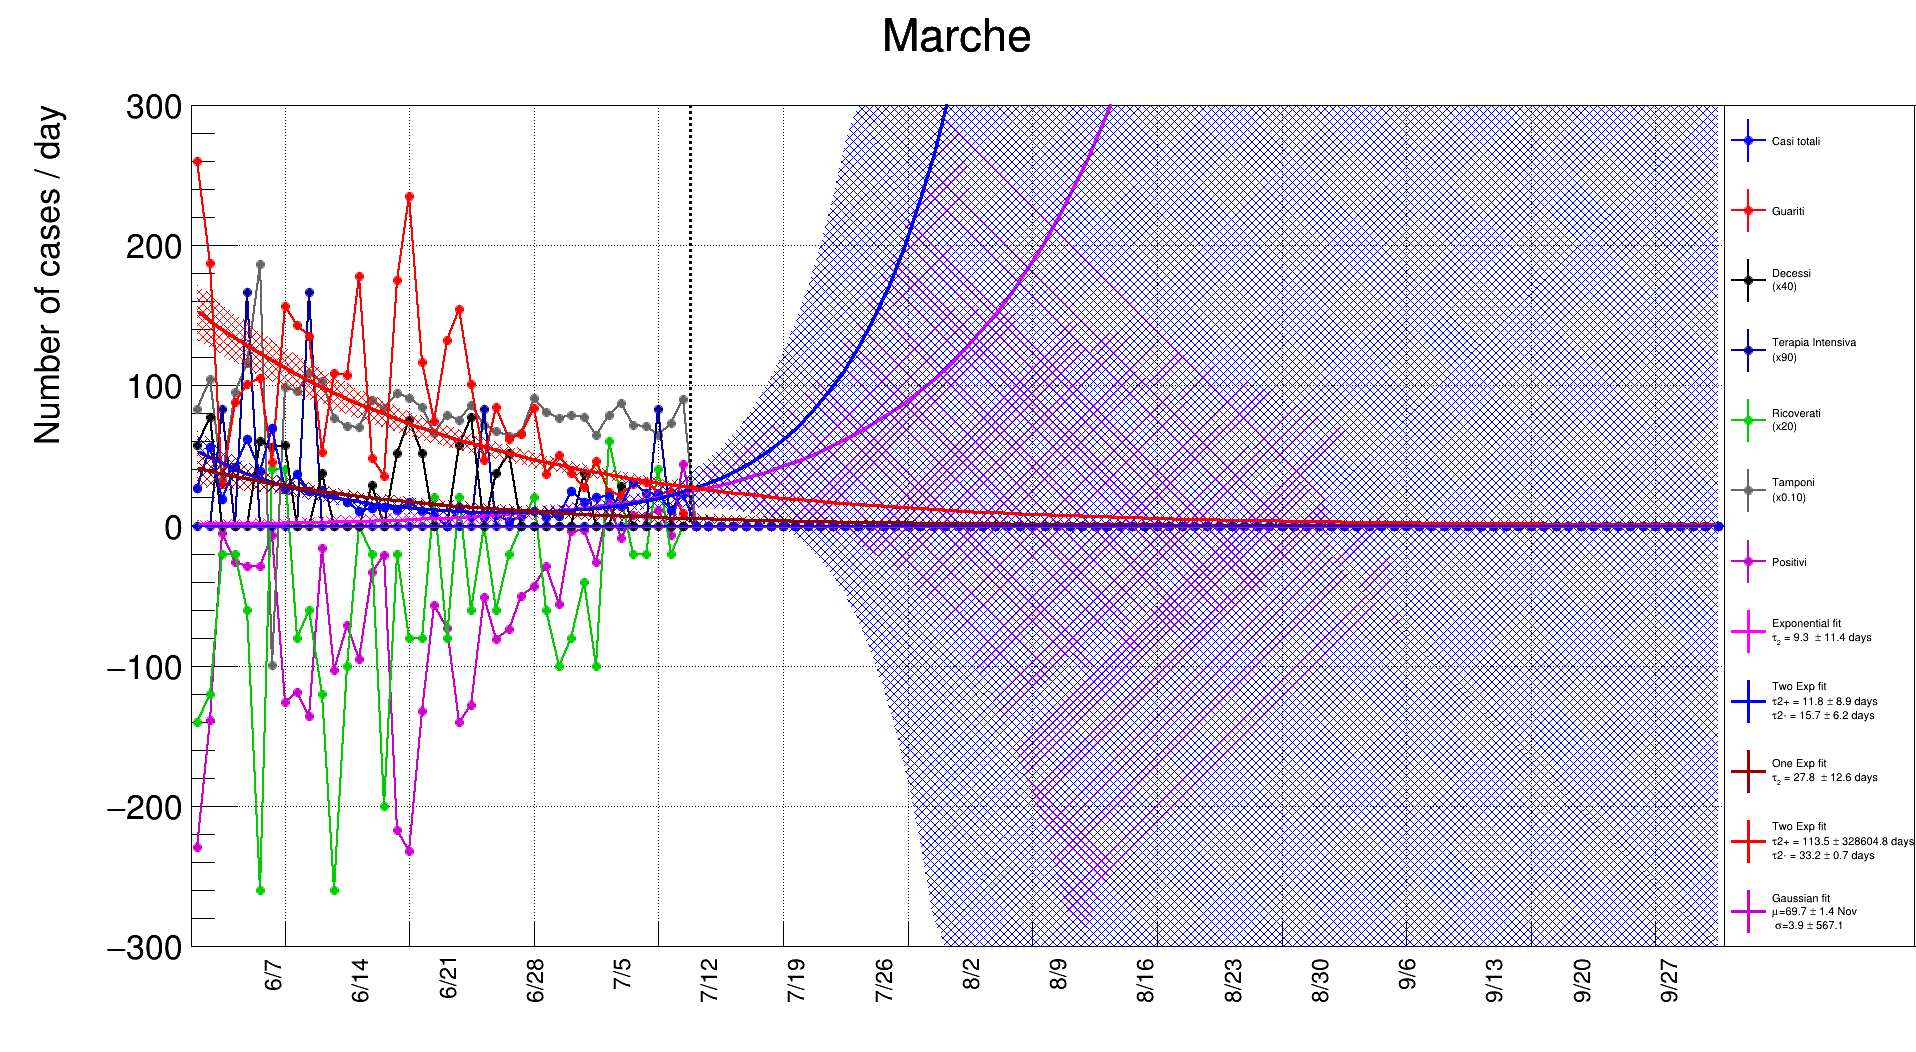 Marche
Number of cases / day
300
200
100
0
−100
−200
−300
6/7
6/14
6/21
6/28
7/5
7/12
7/19
7/26
8/2
8/9
8/16
8/23
8/30
9/6
9/13
9/20
9/27
Casi totali
Guariti
Decessi
(x40)
Terapia Intensiva
(x90)
Ricoverati
(x20)
Tamponi
(x0.10)
Positivi
Exponential fit
τ2 = 9.3 ± 11.4 days
Two Exp fit
τ2+ = 11.8 ± 8.9 days
τ2- = 15.7 ± 6.2 days
One Exp fit
τ2 = 27.8 ± 12.6 days
Two Exp fit
τ2+ = 113.5 ± 328604.8 days
τ2- = 33.2 ± 0.7 days
Gaussian fit
μ=69.7 ± 1.4 Nov
σ=3.9 ± 567.1